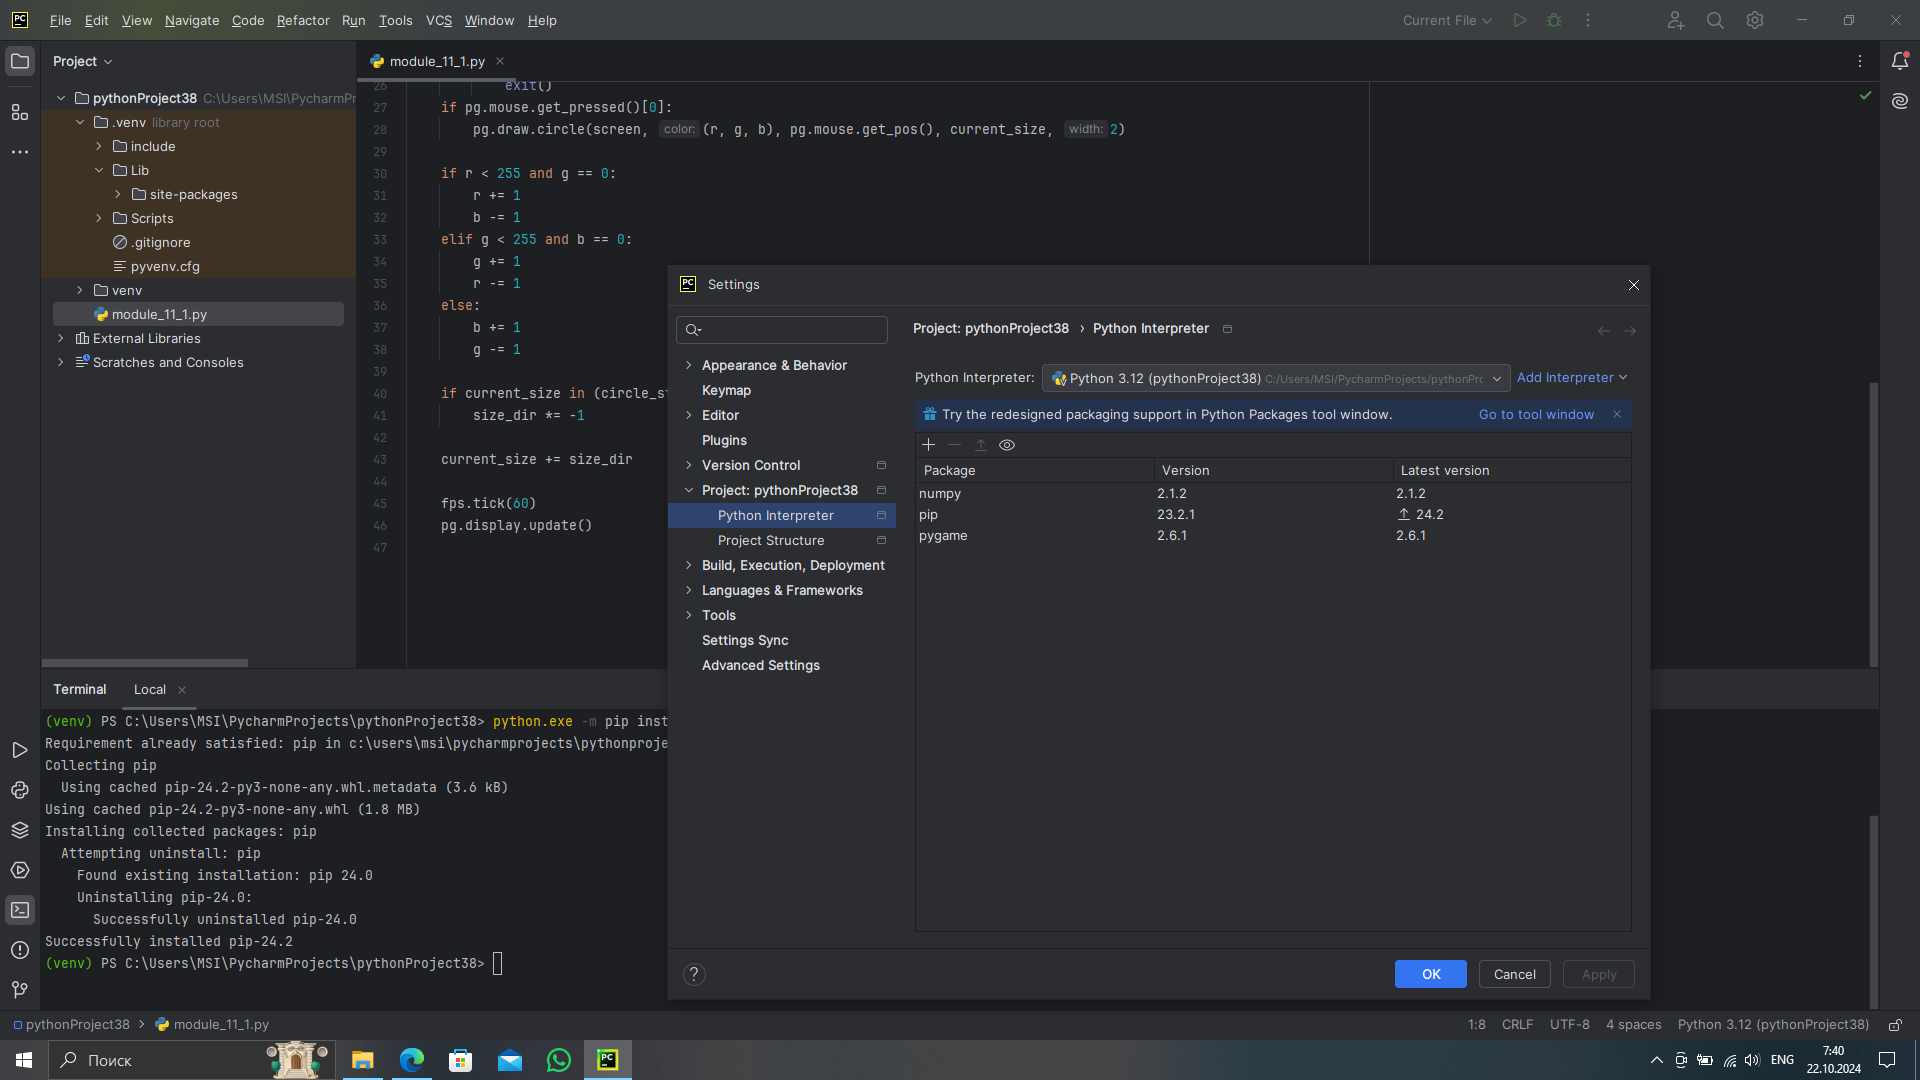 PC File Edit View Navigate Code Refactor Run Tools VCS Window Help Current File
Project
pythonProject38 C:\Users\MSI\PycharmPr
.venv library root
include
Lib
site-packages
Scripts
.gitignore
pyvenv.cfg
venv
module_11_1.py
External Libraries
Scratches and Consoles
module_11_1.py
26 exit()
27 if pg.mouse.get_pressed()[0]:
28 pg.draw.circle(screen, color: (r, g, b), pg.mouse.get_pos(), current_size, width: 2)
29
30 if r < 255 and g == 0:
31 r += 1
32 b -= 1
33 elif g < 255 and b == 0:
34 g += 1
35 r -= 1
36 else:
37 b += 1
38 g -= 1
39
40 if current_size in (circle_st
41 size_dir *= -1
42
43 current_size += size_dir
44
45 fps.tick(60)
46 pg.display.update()
47
PC Settings
Appearance & Behavior
Keymap
Editor
Plugins
Version Control
Project: pythonProject38
Python Interpreter
Project Structure
Build, Execution, Deployment
Languages & Frameworks
Tools
Settings Sync
Advanced Settings
Project: pythonProject38 › Python Interpreter
Python Interpreter: Python 3.12 (pythonProject38) C:/Users/MSI/PycharmProjects/pythonPrc Add Interpreter
Try the redesigned packaging support in Python Packages tool window. Go to tool window
Package Version Latest version
numpy 2.1.2 2.1.2
pip 23.2.1 24.2
pygame 2.6.1 2.6.1
? OK Cancel Apply
Terminal Local
(venv) PS C:\Users\MSI\PycharmProjects\pythonProject38> python.exe -m pip inst
Requirement already satisfied: pip in c:\users\msi\pycharmprojects\pythonproje
Collecting pip
Using cached pip-24.2-py3-none-any.whl.metadata (3.6 kB)
Using cached pip-24.2-py3-none-any.whl (1.8 MB)
Installing collected packages: pip
Attempting uninstall: pip
Found existing installation: pip 24.0
Uninstalling pip-24.0:
Successfully uninstalled pip-24.0
Successfully installed pip-24.2
(venv) PS C:\Users\MSI\PycharmProjects\pythonProject38>
pythonProject38 › module_11_1.py 1:8 CRLF UTF-8 4 spaces Python 3.12 (pythonProject38)
Поиск PC ENG 7:40
22.10.2024